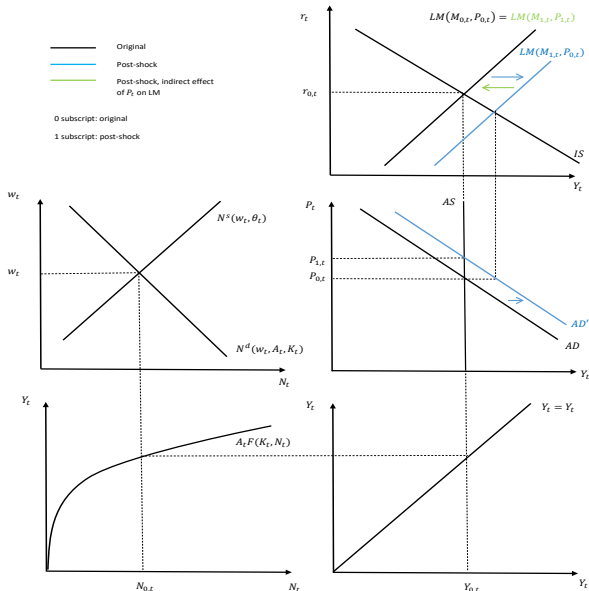 Original
Post-shock
Post-shock, indirect effect
of P_t on LM
0 subscript: original
1 subscript: post-shock
r_t
LM(M_{0,t}, P_{0,t}) = LM(M_{1,t}, P_{1,t})
LM(M_{1,t}, P_{0,t})
r_{0,t}
IS
Y_t
w_t
N^s(w_t, θ_t)
w_t
N^d(w_t, A_t, K_t)
N_t
P_t
AS
P_{1,t}
P_{0,t}
AD'
AD
Y_t
Y_t
A_tF(K_t, N_t)
N_{0,t}
N_t
Y_t
Y_t = Y_t
Y_{0,t}
Y_t